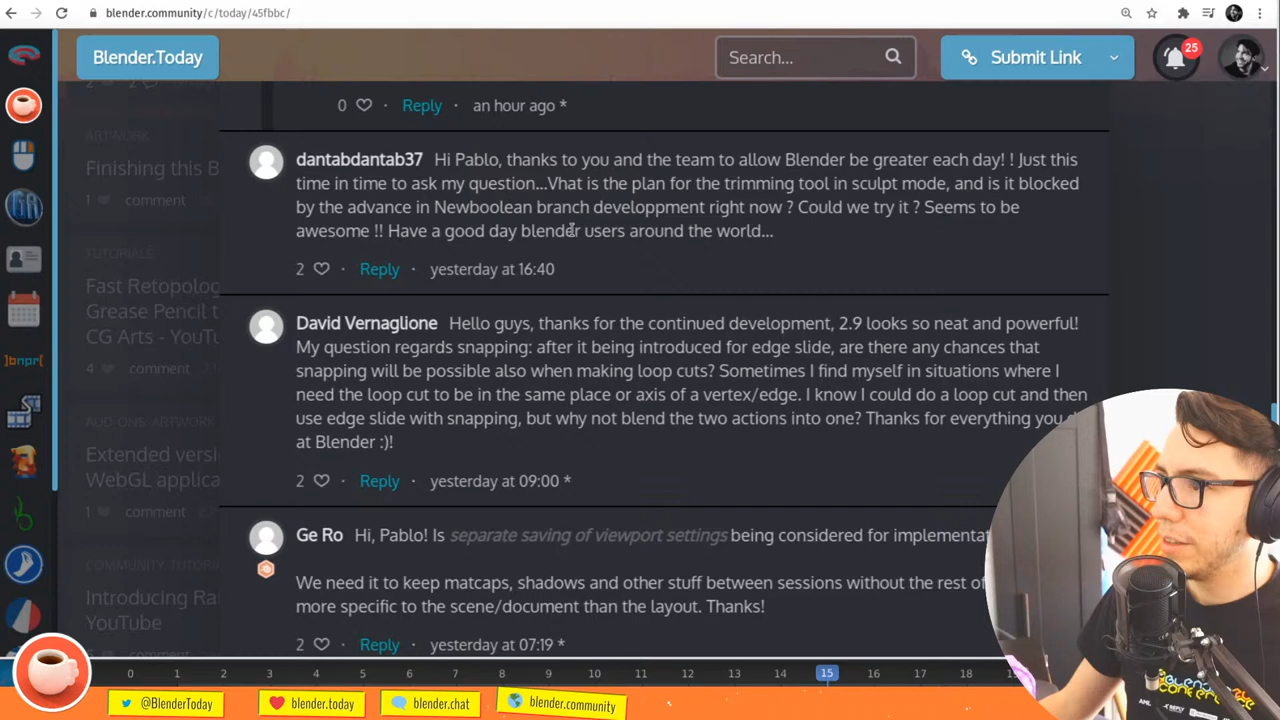 blender.community/c/today/45fbbc/
Blender.Today
Search...
Submit Link
25
0 Reply · an hour ago *
ARTWORK
Finishing this B
1 comment
TUTORIALS
Fast Retopolog
Grease Pencil t
CG Arts - YouTu
4 comment
ADD-ONS, ARTWORK
Extended versi
WebGL applica
1 comment
COMMUNITY, TUTORIA
Introducing Ra
YouTube
dantabdantab37 Hi Pablo, thanks to you and the team to allow Blender be greater each day! ! Just this
time in time to ask my question...Vhat is the plan for the trimming tool in sculpt mode, and is it blocked
by the advance in Newboolean branch developpment right now ? Could we try it ? Seems to be
awesome !! Have a good day blender users around the world...
2 · Reply · yesterday at 16:40
David Vernaglione Hello guys, thanks for the continued development, 2.9 looks so neat and powerful!
My question regards snapping: after it being introduced for edge slide, are there any chances that
snapping will be possible also when making loop cuts? Sometimes I find myself in situations where I
need the loop cut to be in the same place or axis of a vertex/edge. I know I could do a loop cut and then
use edge slide with snapping, but why not blend the two actions into one? Thanks for everything you d
at Blender :)!
2 · Reply · yesterday at 09:00 *
Ge Ro Hi, Pablo! Is separate saving of viewport settings being considered for implementat
We need it to keep matcaps, shadows and other stuff between sessions without the rest of
more specific to the scene/document than the layout. Thanks!
2 · Reply · yesterday at 07:19 *
[bnpr]
0 1 2 3 4 5 6 7 8 9 10 11 12 13 14 15 16 17 18
@BlenderToday
blender.today
blender.chat
blender.community